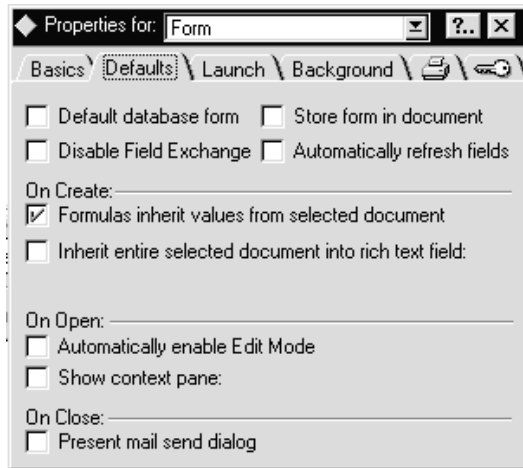 Properties for: Form ?..
Basics Defaults Launch Background
Default database form Store form in document
Disable Field Exchange Automatically refresh fields
On Create:
Formulas inherit values from selected document
Inherit entire selected document into rich text field:
On Open:
Automatically enable Edit Mode
Show context pane:
On Close:
Present mail send dialog